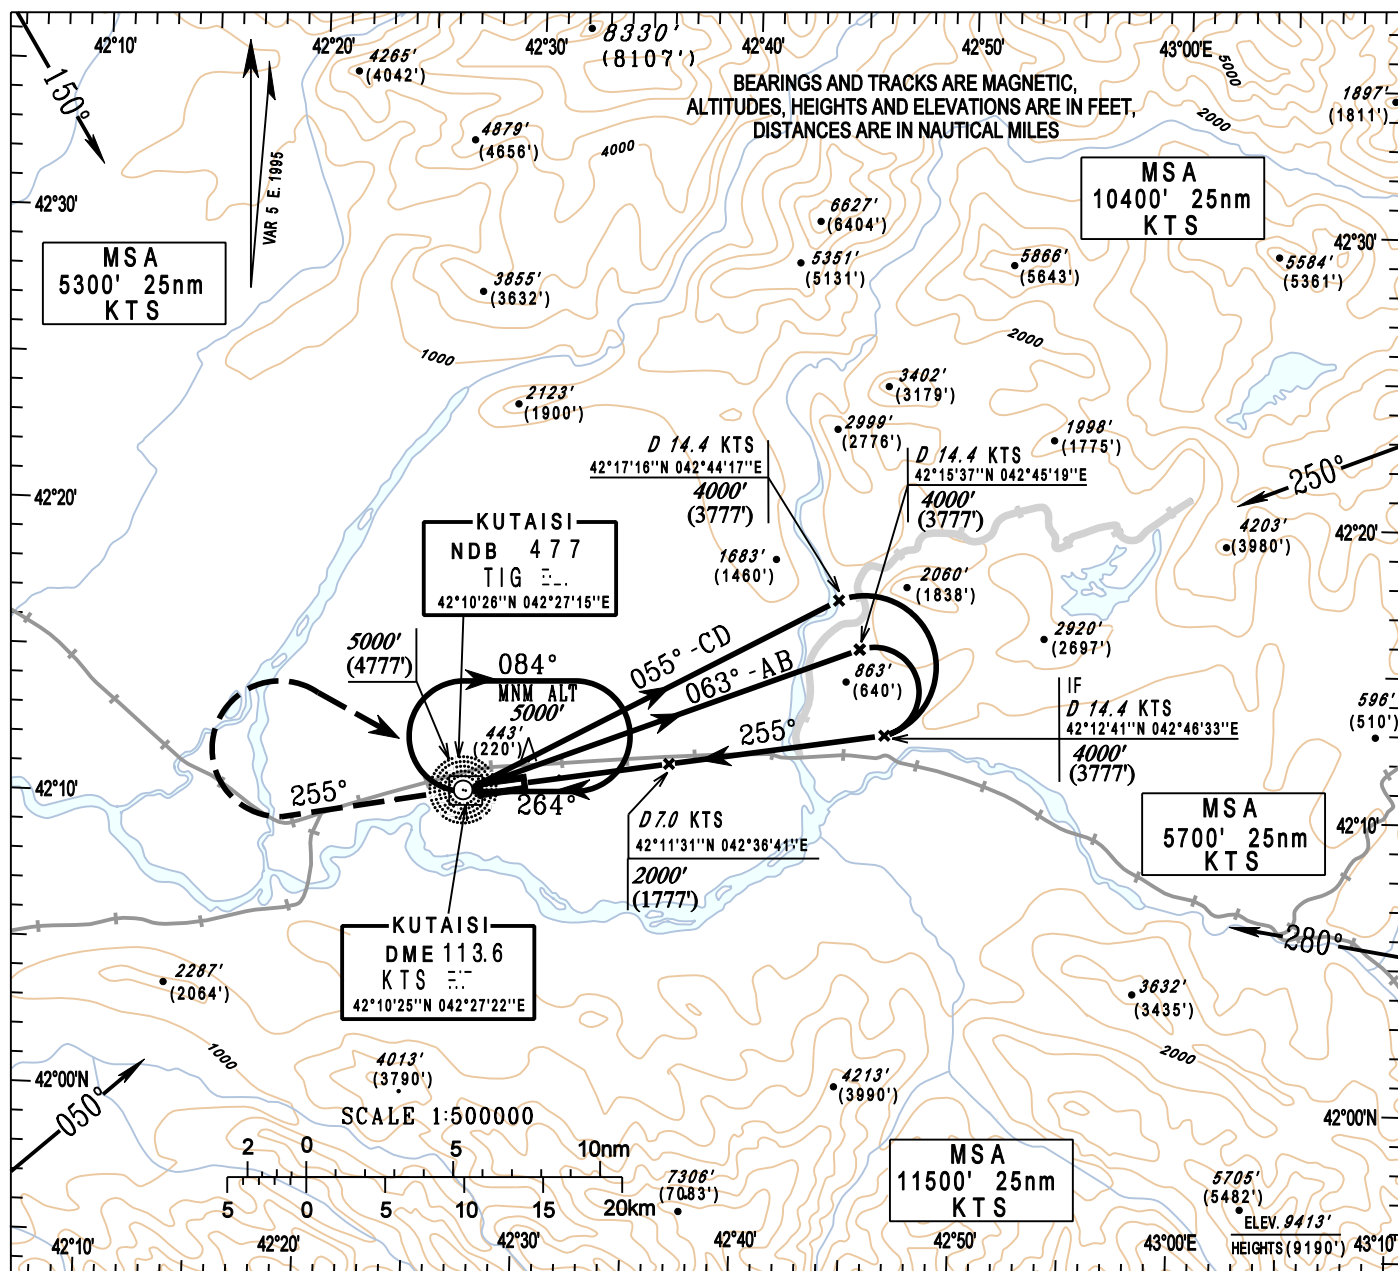 42°10'
42°20'
42°30'
42°40'
42°50'
43°00'E
8330'
(8107')
4265'
(4042')
5000
150°
BEARINGS AND TRACKS ARE MAGNETIC,
ALTITUDES, HEIGHTS AND ELEVATIONS ARE IN FEET,
DISTANCES ARE IN NAUTICAL MILES
1897'
(1811')
2000
4879'
(4656')
4000
VAR 5 E. 1995
MSA
10400' 25nm
KTS
42°30'
6627'
(6404')
42°30'
MSA
5300' 25nm
KTS
3855'
(3632')
5351'
(5131')
5866'
(5643')
5584'
(5361')
1000
2000
2123'
(1900')
3402'
(3179')
2999'
(2776')
1998'
(1775')
D 14.4 KTS
42°17'16"N 042°44'17"E
4000'
(3777')
D 14.4 KTS
42°15'37"N 042°45'19"E
4000'
(3777')
250°
42°20'
42°20'
4203'
(3980')
KUTAISI
NDB 477
TIG
42°10'26"N 042°27'15"E
1683'
(1460')
2060'
(1838')
5000'
(4777')
084°
MNM ALT
5000'
055°-CD
063°-AB
2920'
(2697')
863'
(640')
443'
(220')
255°
IF
D 14.4 KTS
42°12'41"N 042°46'33"E
4000'
(3777')
596'
(510')
42°10'
255°
264°
D7.0 KTS
42°11'31"N 042°36'41"E
2000'
(1777')
MSA
5700' 25nm
KTS
42°10'
KUTAISI
DME 113.6
KTS
42°10'25"N 042°27'22"E
280°
2287'
(2064')
3632'
(3435')
1000
2000
42°00'N
4013'
(3790')
4213'
(3990')
050°
42°00'N
SCALE 1:500000
2 0 5 10nm
5 0 5 10 15 20km
7306'
(7083')
MSA
11500' 25nm
KTS
5705'
(5482')
ELEV. 9413'
HEIGHTS (9190')
42°10'
42°20'
42°30'
42°40'
42°50'
43°00'E
43°10'